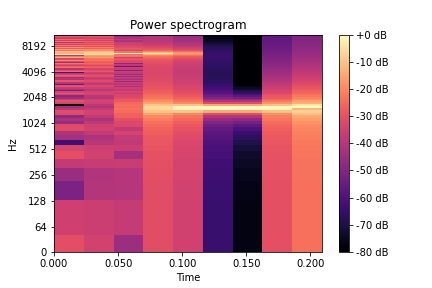 Power spectrogram
8192
4096
2048
1024
512
256
128
64
0
Hz
0.000 0.050 0.100 0.150 0.200
Time
+0 dB
-10 dB
-20 dB
-30 dB
-40 dB
-50 dB
-60 dB
-70 dB
-80 dB